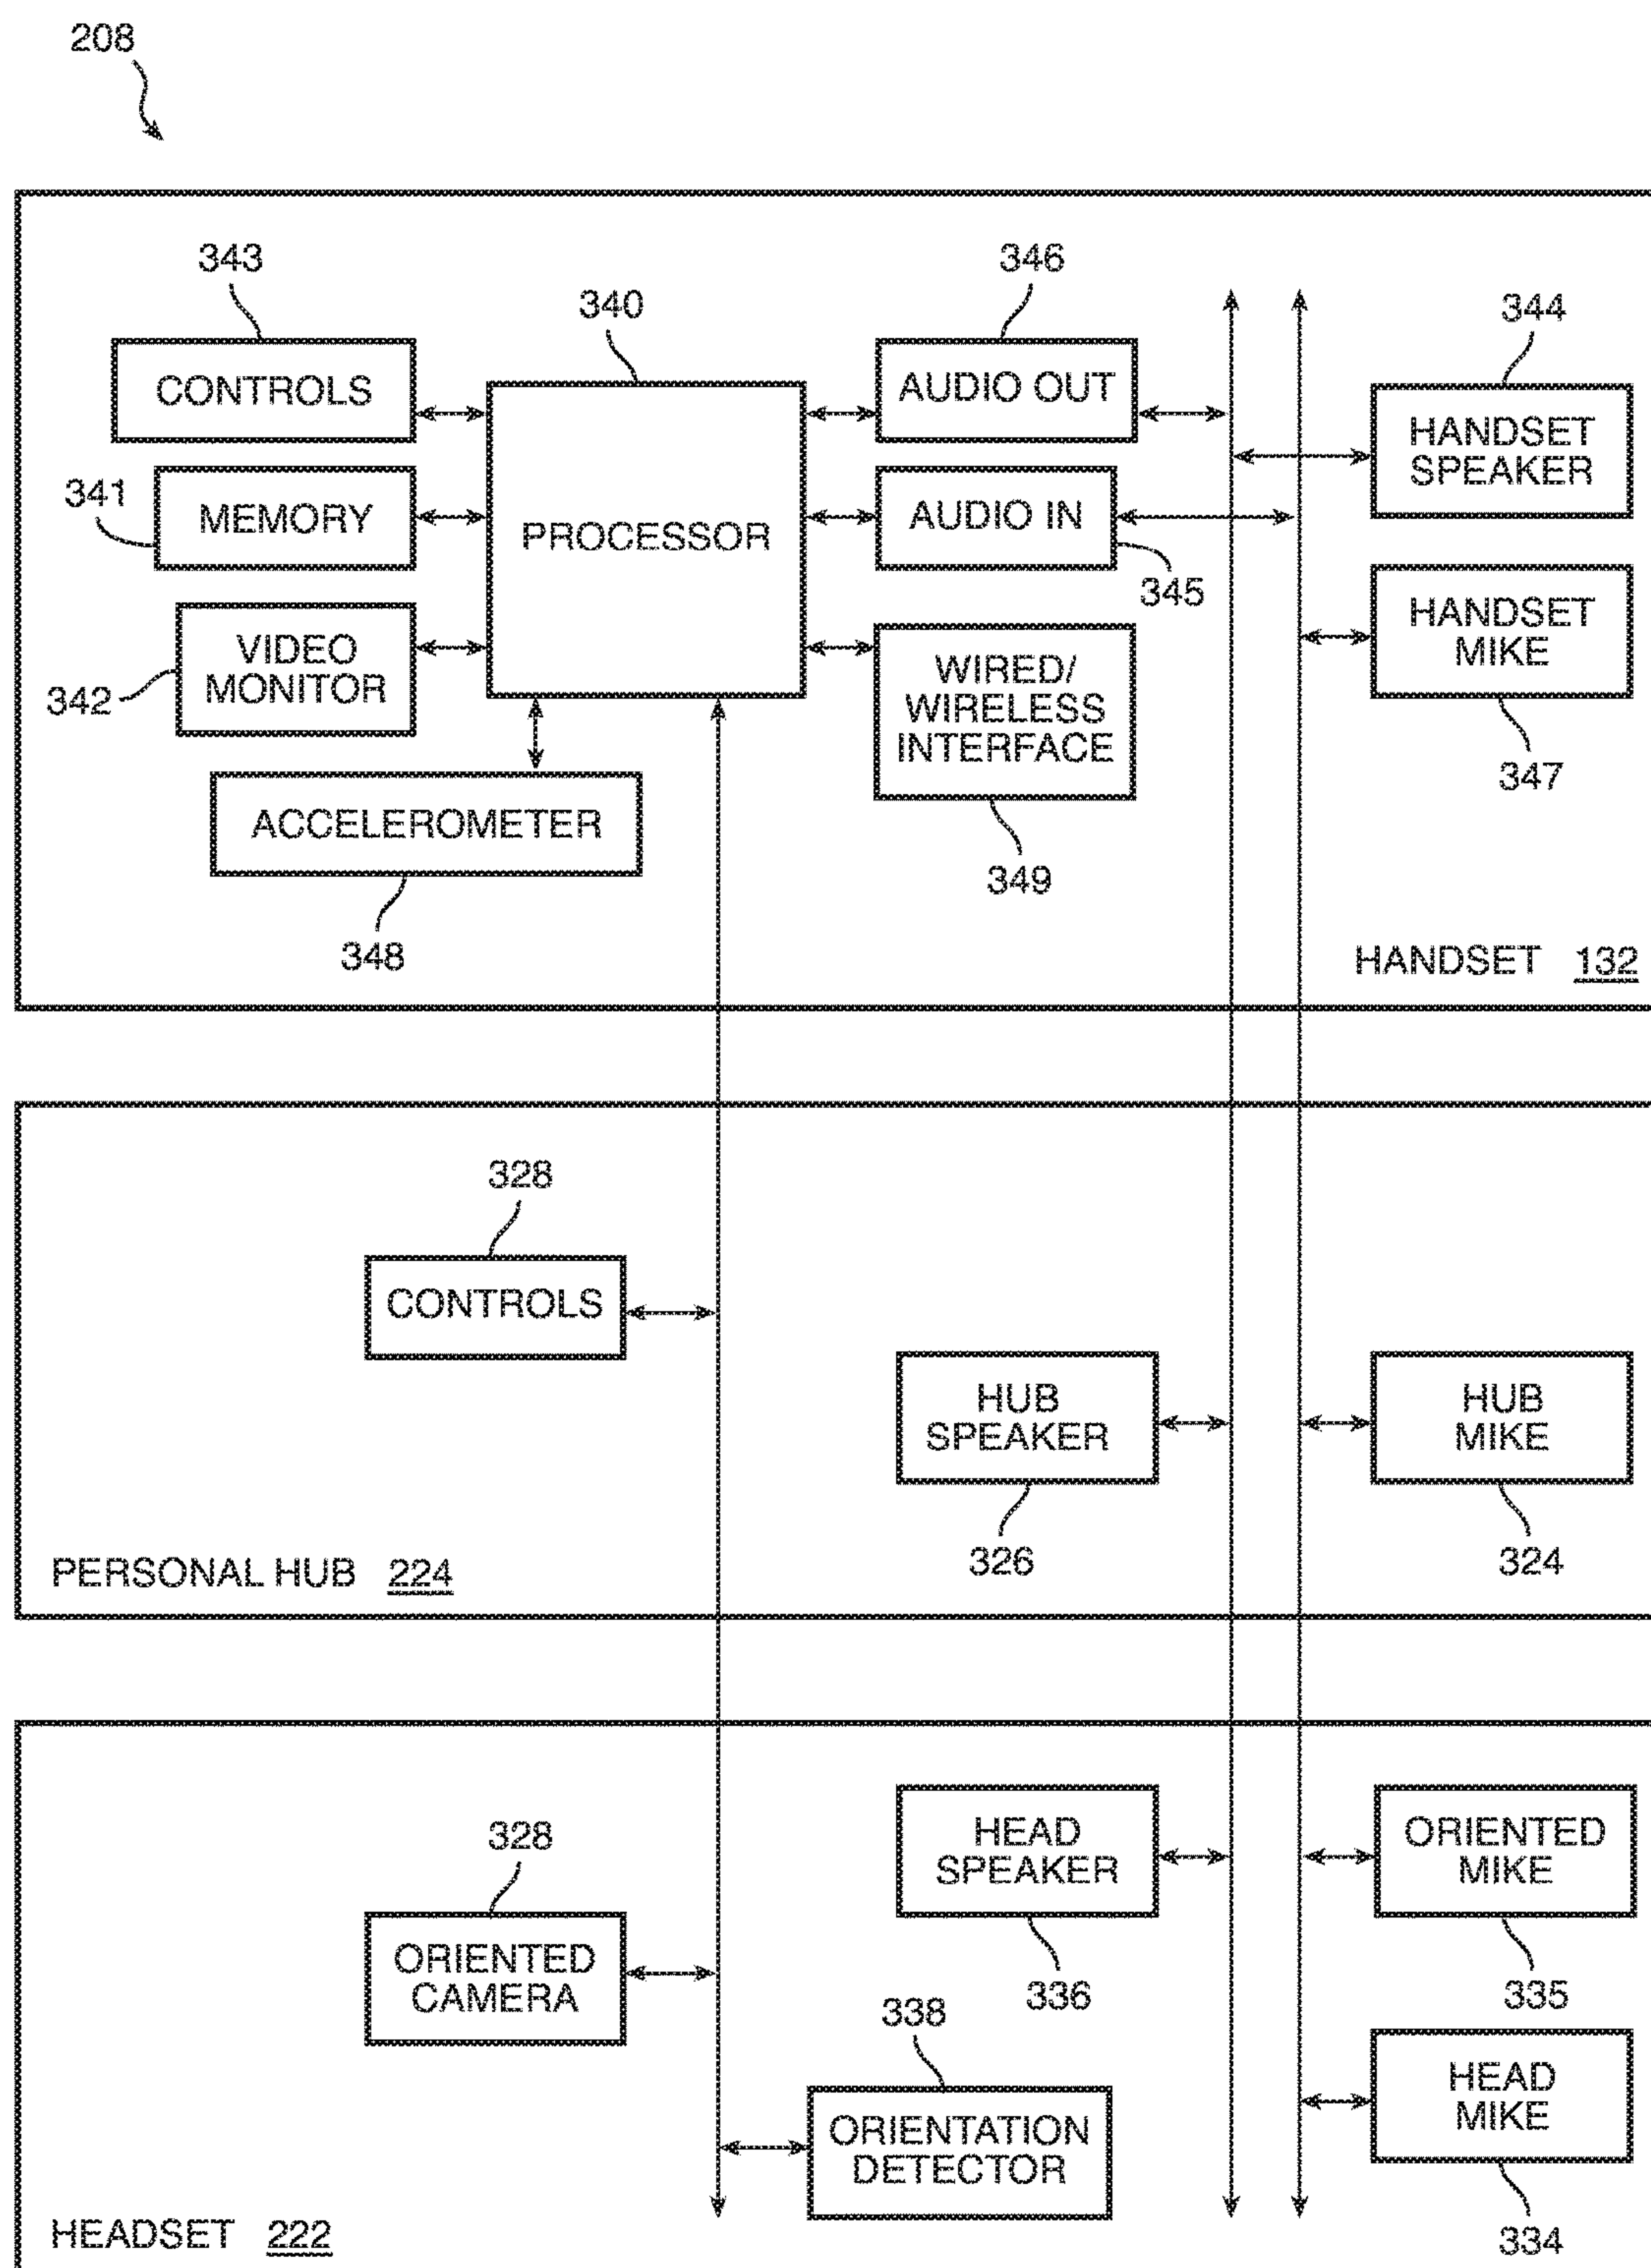 208
343
340
346
344
CONTROLS
AUDIO OUT
HANDSET
SPEAKER
341
MEMORY
PROCESSOR
AUDIO IN
345
HANDSET
MIKE
347
342
VIDEO
MONITOR
WIRED/
WIRELESS
INTERFACE
349
ACCELEROMETER
348
HANDSET 132
328
CONTROLS
HUB
SPEAKER
326
HUB
MIKE
324
PERSONAL HUB 224
328
ORIENTED
CAMERA
HEAD
SPEAKER
336
ORIENTED
MIKE
335
338
ORIENTATION
DETECTOR
HEAD
MIKE
334
HEADSET 222